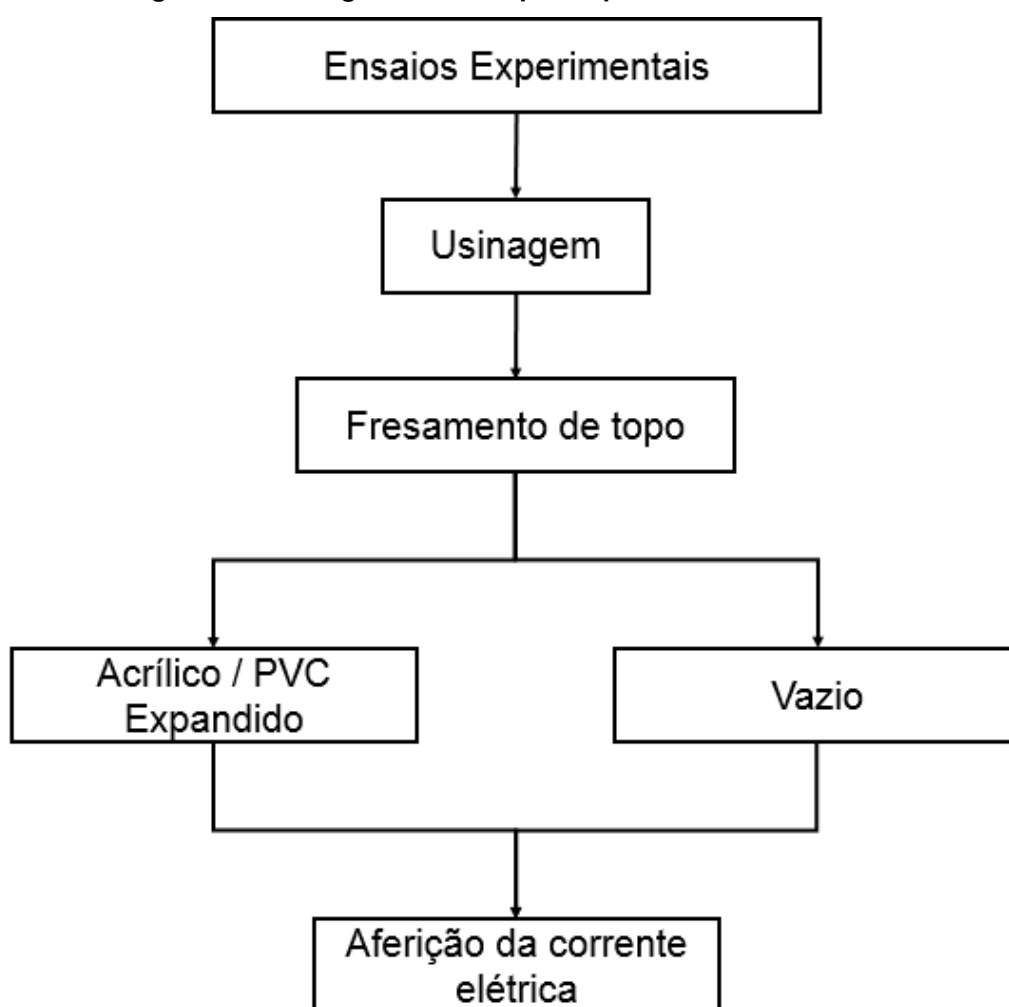 Ensaios Experimentais
Usinagem
Fresamento de topo
Acrílico / PVC
Expandido
Vazio
Aferição da corrente
elétrica